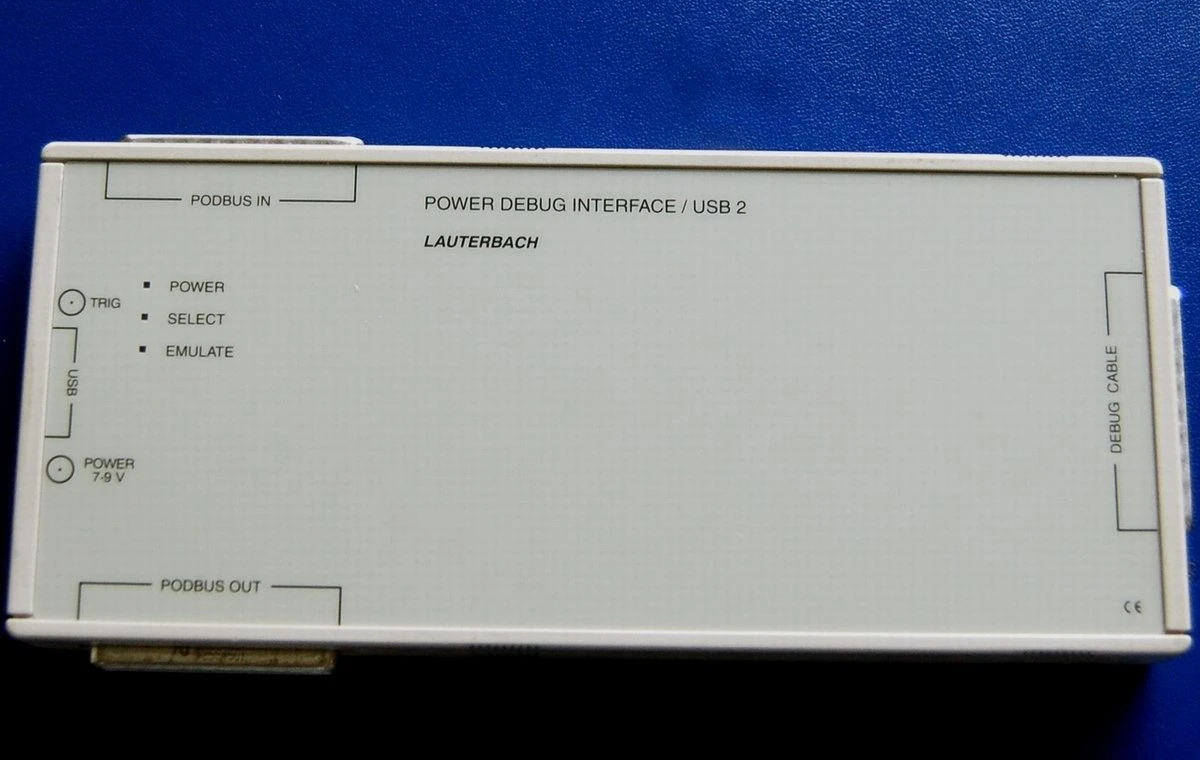 PODBUS IN
POWER DEBUG INTERFACE / USB 2
LAUTERBACH
POWER
TRIG
SELECT
EMULATE
USB
DEBUG CABLE
POWER
7-9 V
PODBUS OUT
CE